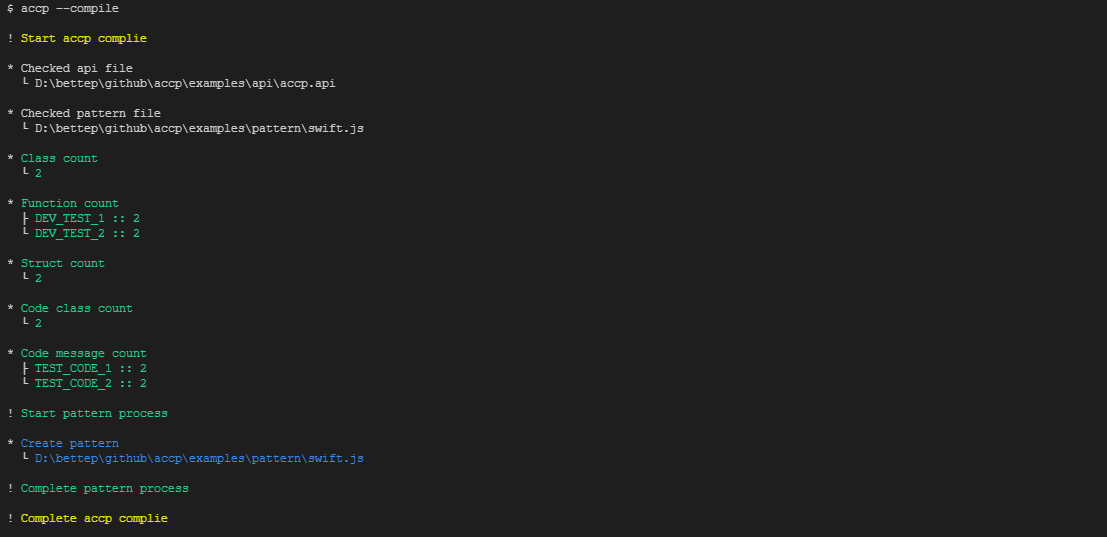 $ accp --compile
! Start accp complie
* Checked api file
└ D:\bettep\github\accp\examples\api\accp.api
* Checked pattern file
└ D:\bettep\github\accp\examples\pattern\swift.js
* Class count
└ 2
* Function count
├ DEV_TEST_1 :: 2
└ DEV_TEST_2 :: 2
* Struct count
└ 2
* Code class count
└ 2
* Code message count
├ TEST_CODE_1 :: 2
└ TEST_CODE_2 :: 2
! Start pattern process
* Create pattern
└ D:\bettep\github\accp\examples\pattern\swift.js
! Complete pattern process
! Complete accp complie